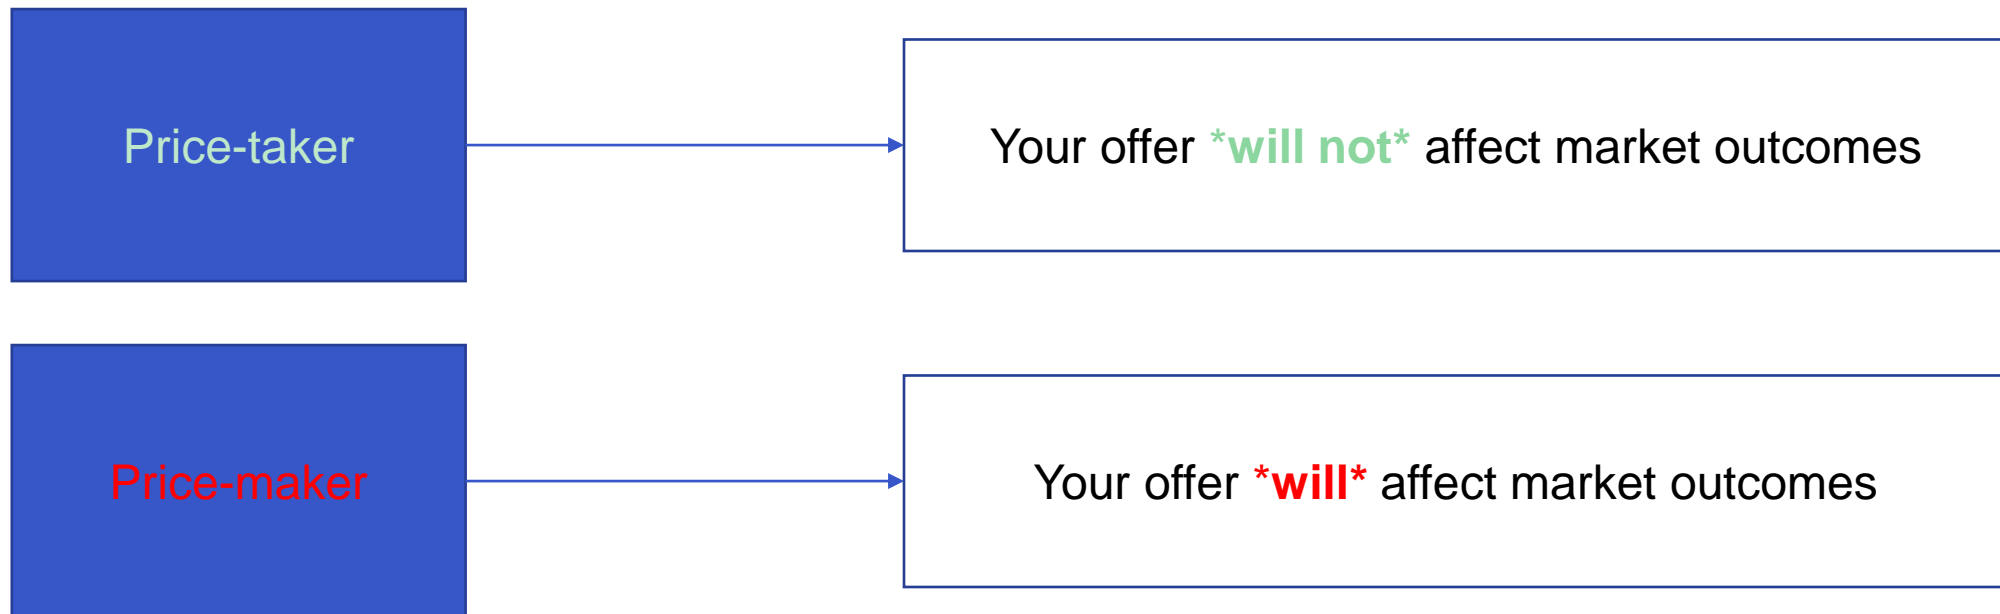 Price-taker
Your offer *will not* affect market outcomes
Price-maker
Your offer *will* affect market outcomes